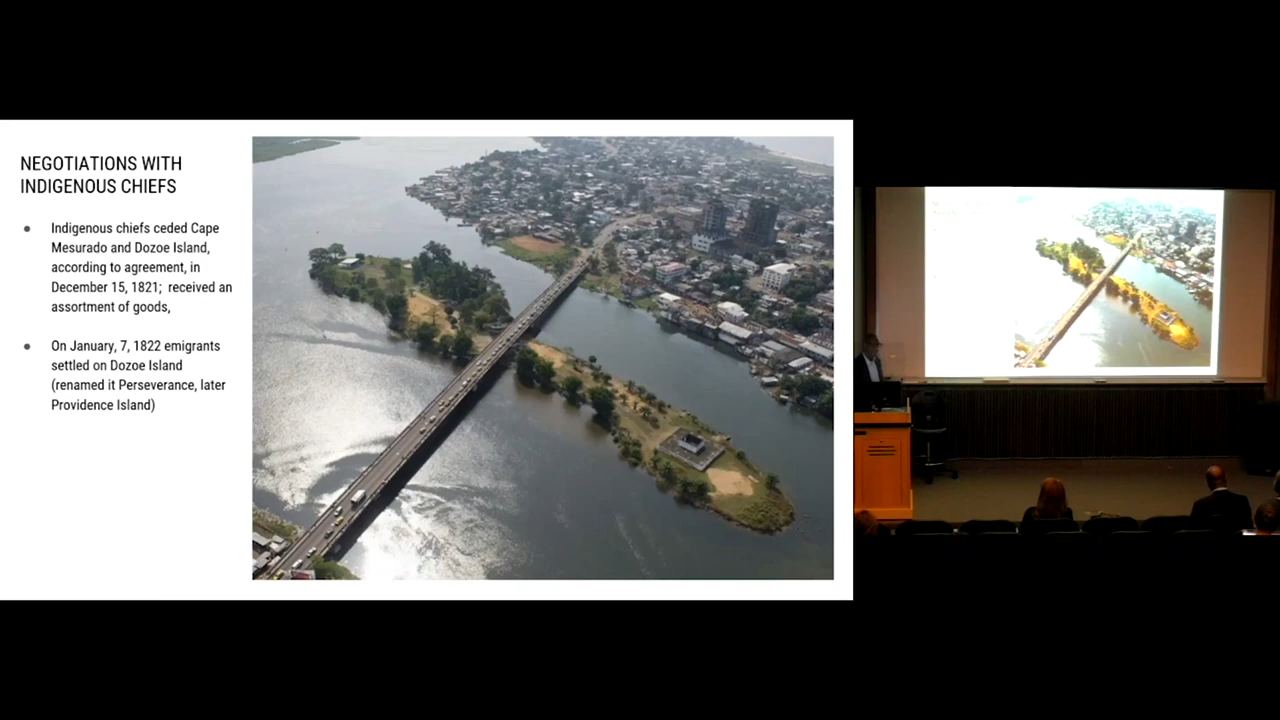 NEGOTIATIONS WITH
INDIGENOUS CHIEFS
● Indigenous chiefs ceded Cape
Mesurado and Dozoe Island,
according to agreement, in
December 15, 1821; received an
assortment of goods,
● On January, 7, 1822 emigrants
settled on Dozoe Island
(renamed it Perseverance, later
Providence Island)